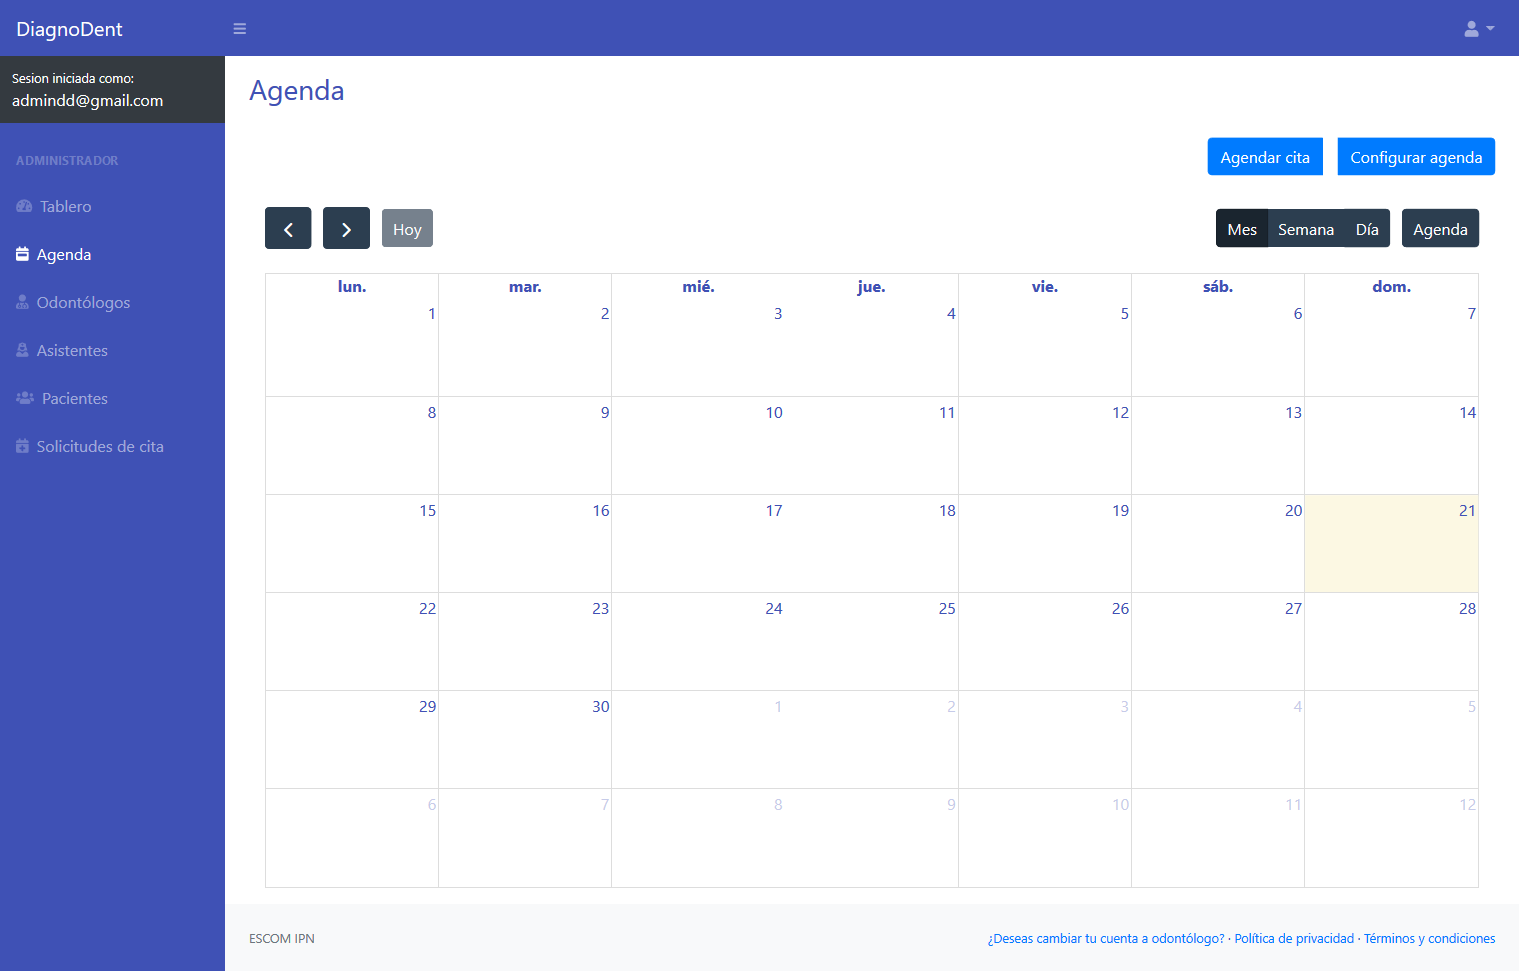 DiagnoDent
Sesion iniciada como:
admindd@gmail.com
ADMINISTRADOR
Tablero
Agenda
Odontólogos
Asistentes
Pacientes
Solicitudes de cita
Agenda
Agendar cita Configurar agenda
Hoy Mes Semana Día Agenda
lun. mar. mié. jue. vie. sáb. dom.
1 2 3 4 5 6 7
8 9 10 11 12 13 14
15 16 17 18 19 20 21
22 23 24 25 26 27 28
29 30 1 2 3 4 5
6 7 8 9 10 11 12
ESCOM IPN ¿Deseas cambiar tu cuenta a odontólogo? · Política de privacidad · Términos y condiciones